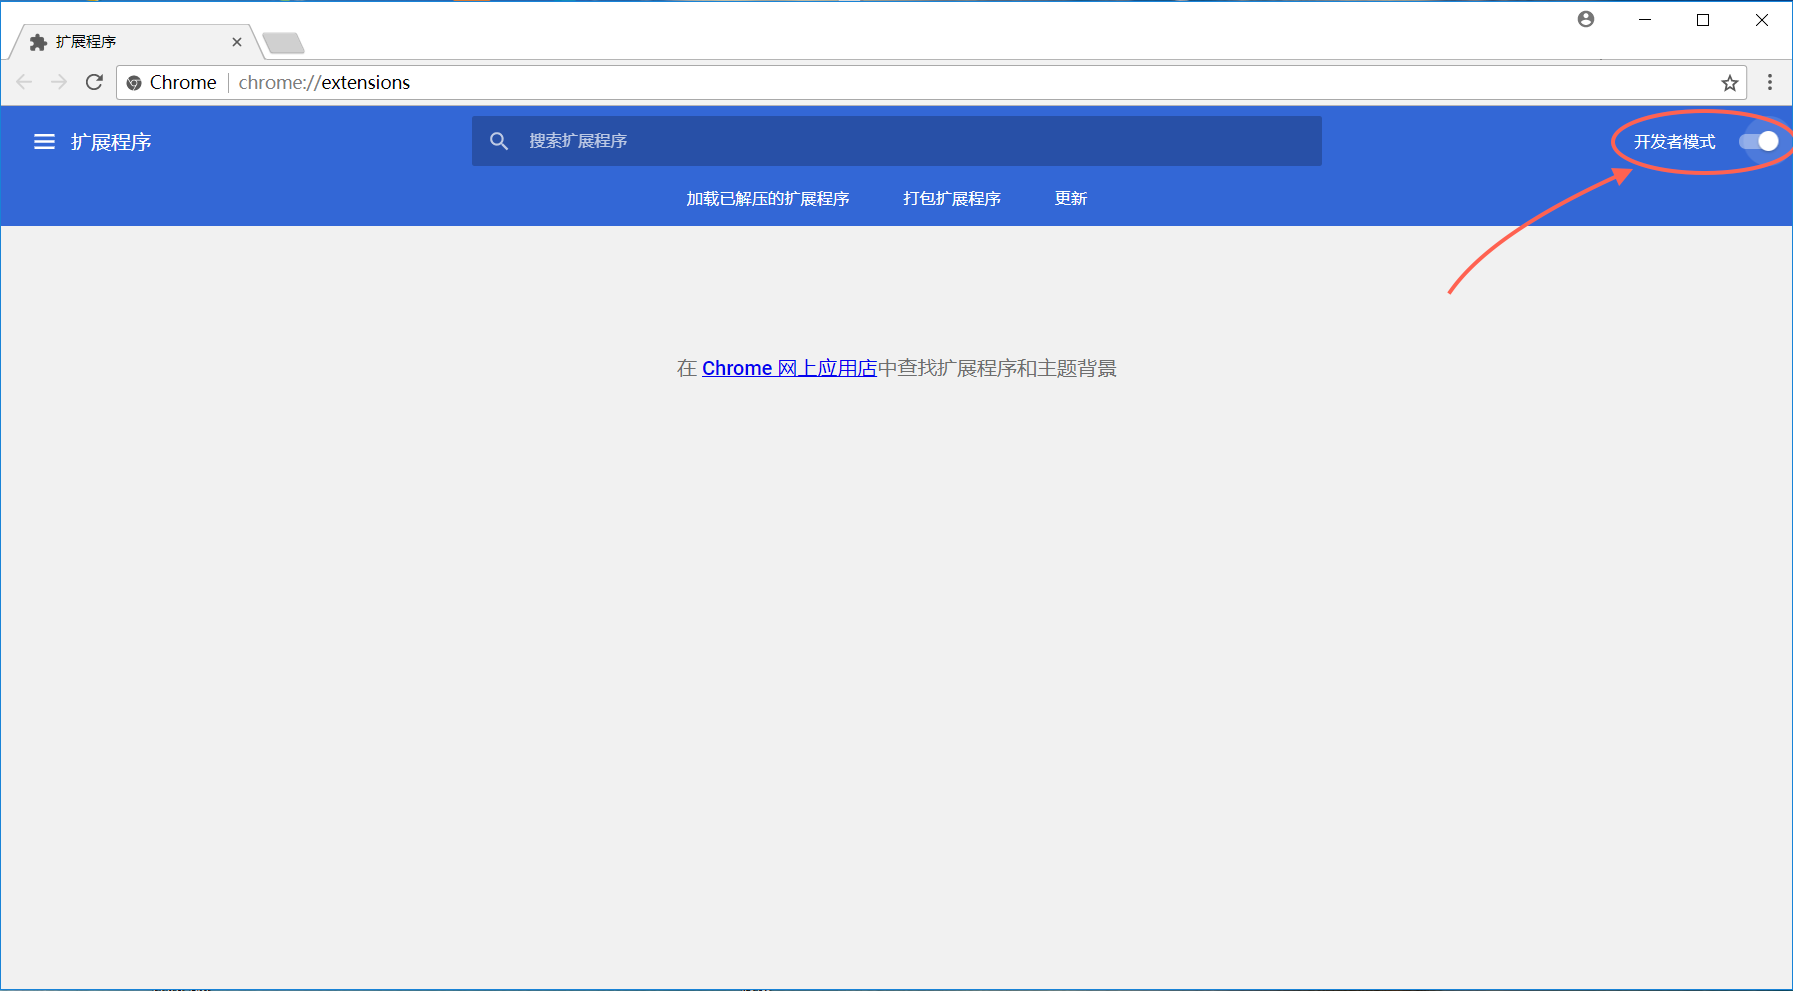 扩展程序
Chrome chrome://extensions
扩展程序 搜索扩展程序 开发者模式
加载已解压的扩展程序 打包扩展程序 更新
在 Chrome 网上应用店中查找扩展程序和主题背景